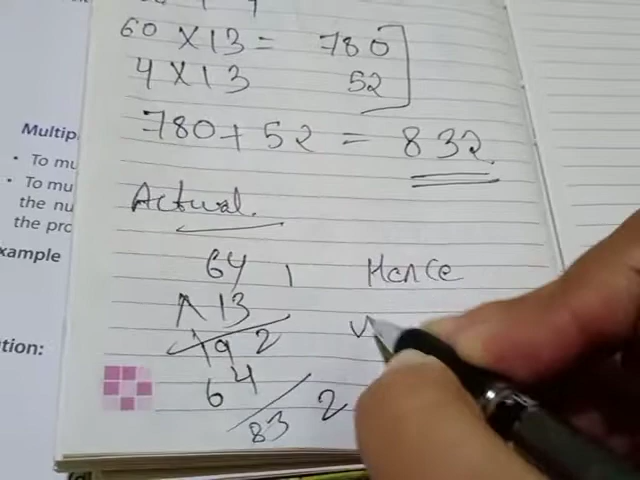 60 × 13 = 780
4 × 13 52
780 + 52 = 832
Actual.
64 Hence
× 13
192
64
832
Multip
• To mu
• To mu
the nu
the pro
xample
tion: